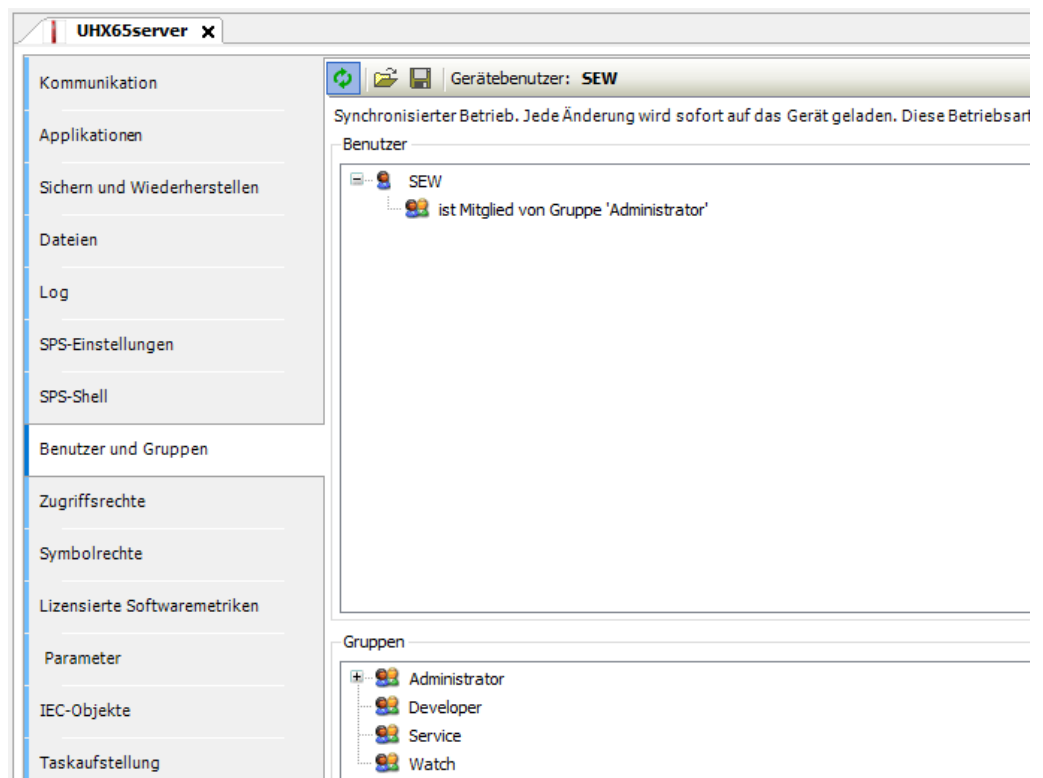 UHX65server
Kommunikation
Applikationen
Sichern und Wiederherstellen
Dateien
Log
SPS-Einstellungen
SPS-Shell
Benutzer und Gruppen
Zugriffsrechte
Symbolrechte
Lizensierte Softwaremetriken
Parameter
IEC-Objekte
Taskaufstellung
Gerätebenutzer: SEW
Synchronisierter Betrieb. Jede Änderung wird sofort auf das Gerät geladen. Diese Betriebsart
Benutzer
SEW
ist Mitglied von Gruppe 'Administrator'
Gruppen
Administrator
Developer
Service
Watch